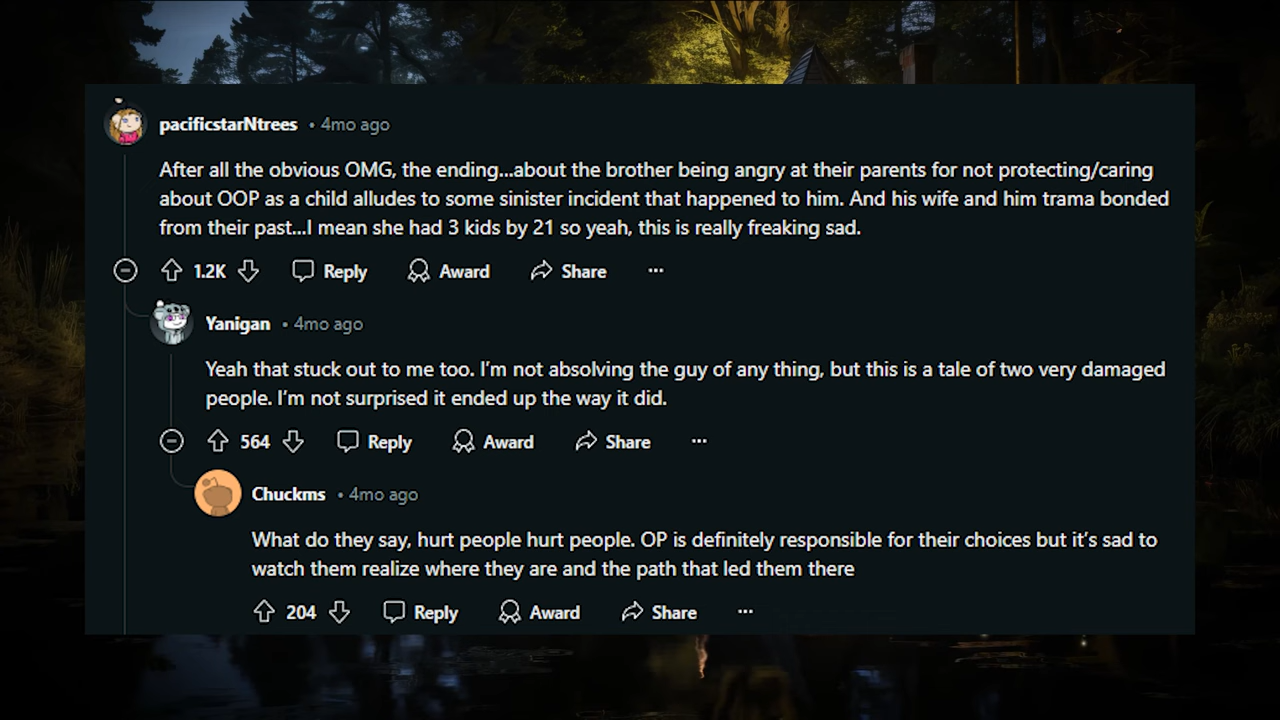 pacificstarNtrees • 4mo ago
After all the obvious OMG, the ending...about the brother being angry at their parents for not protecting/caring
about OOP as a child alludes to some sinister incident that happened to him. And his wife and him trama bonded
from their past...I mean she had 3 kids by 21 so yeah, this is really freaking sad.
1.2K Reply Award Share ...
Yanigan • 4mo ago
Yeah that stuck out to me too. I’m not absolving the guy of any thing, but this is a tale of two very damaged
people. I’m not surprised it ended up the way it did.
564 Reply Award Share ...
Chuckms • 4mo ago
What do they say, hurt people hurt people. OP is definitely responsible for their choices but it’s sad to
watch them realize where they are and the path that led them there
204 Reply Award Share ...